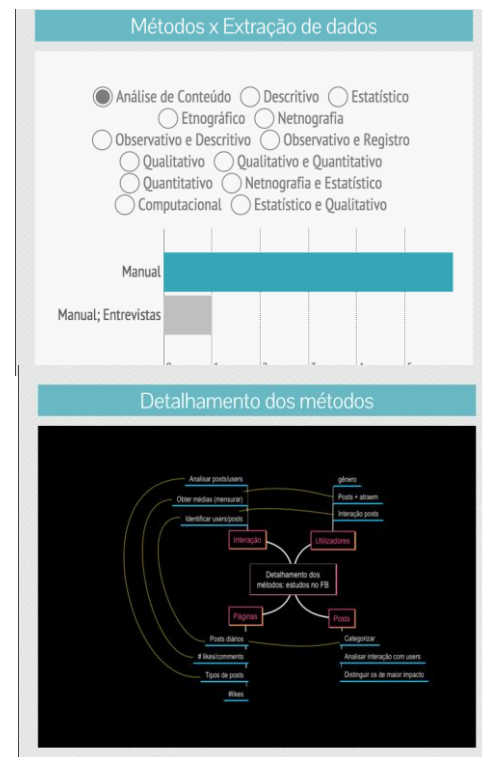 Métodos x Extração de dados
Análise de Conteúdo Descritivo Estatístico
Etnográfico Netnografia
Observativo e Descritivo Observativo e Registro
Qualitativo Qualitativo e Quantitativo
Quantitativo Netnografia e Estatístico
Computacional Estatístico e Qualitativo
Manual
Manual; Entrevistas
Detalhamento dos métodos
Analisar posts/users
Obter médias (mensurar)
Identificar users/posts
Interação
gênero
Posts + atraem
Interação posts
Utilizadores
Detalhamento dos
métodos: estudos no FB
Páginas
Posts diários
# likes/comments
Tipos de posts
#likes
Posts
Categorizar
Analisar interação com users
Distinguir os de maior impacto